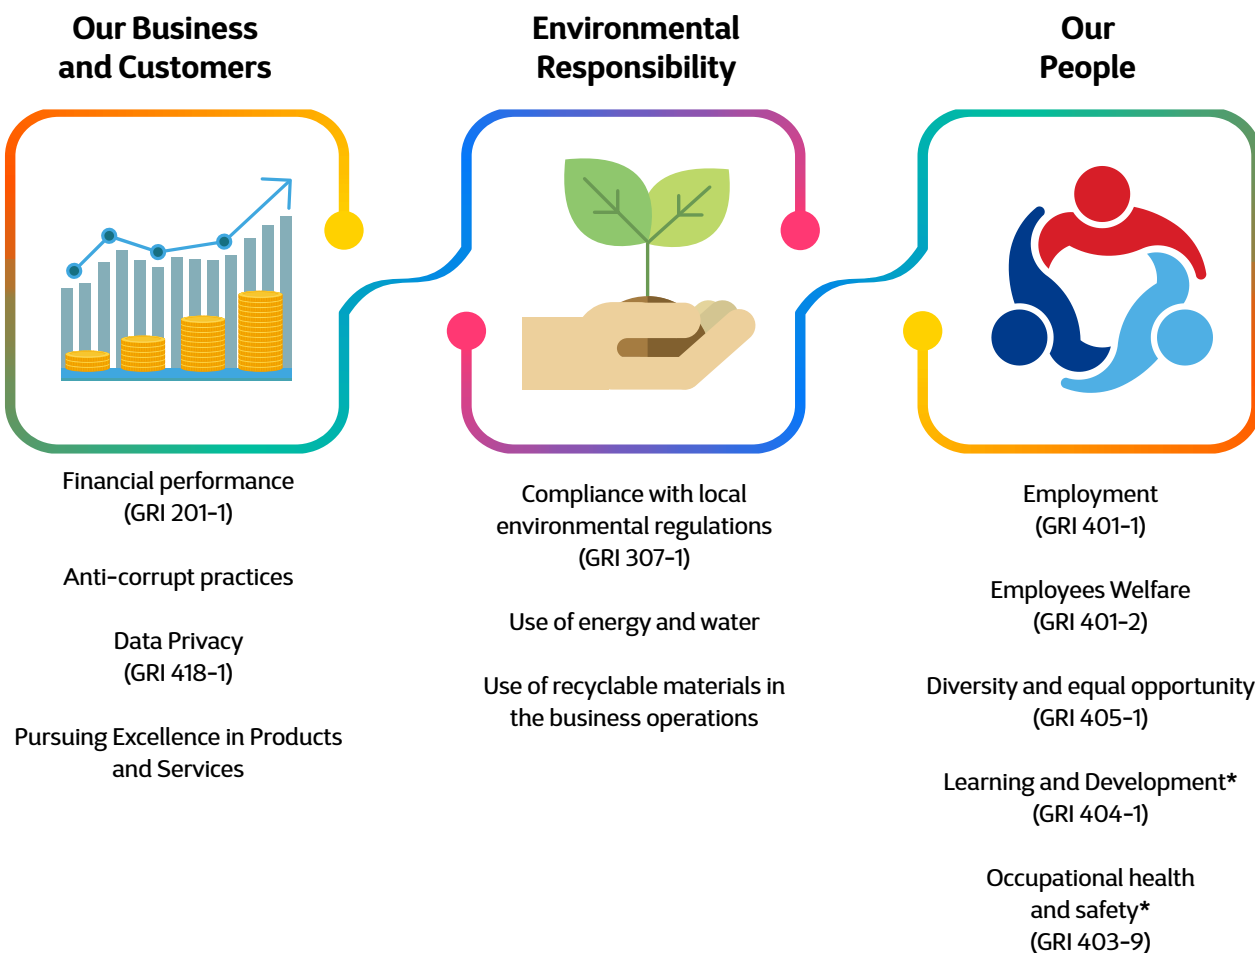 Our Business
and Customers
Financial performance
(GRI 201-1)
Anti-corrupt practices
Data Privacy
(GRI 418-1)
Pursuing Excellence in Products
and Services
Environmental
Responsibility
Compliance with local
environmental regulations
(GRI 307-1)
Use of energy and water
Use of recyclable materials in
the business operations
Our
People
Employment
(GRI 401-1)
Employees Welfare
(GRI 401-2)
Diversity and equal opportunity
(GRI 405-1)
Learning and Development*
(GRI 404-1)
Occupational health
and safety*
(GRI 403-9)